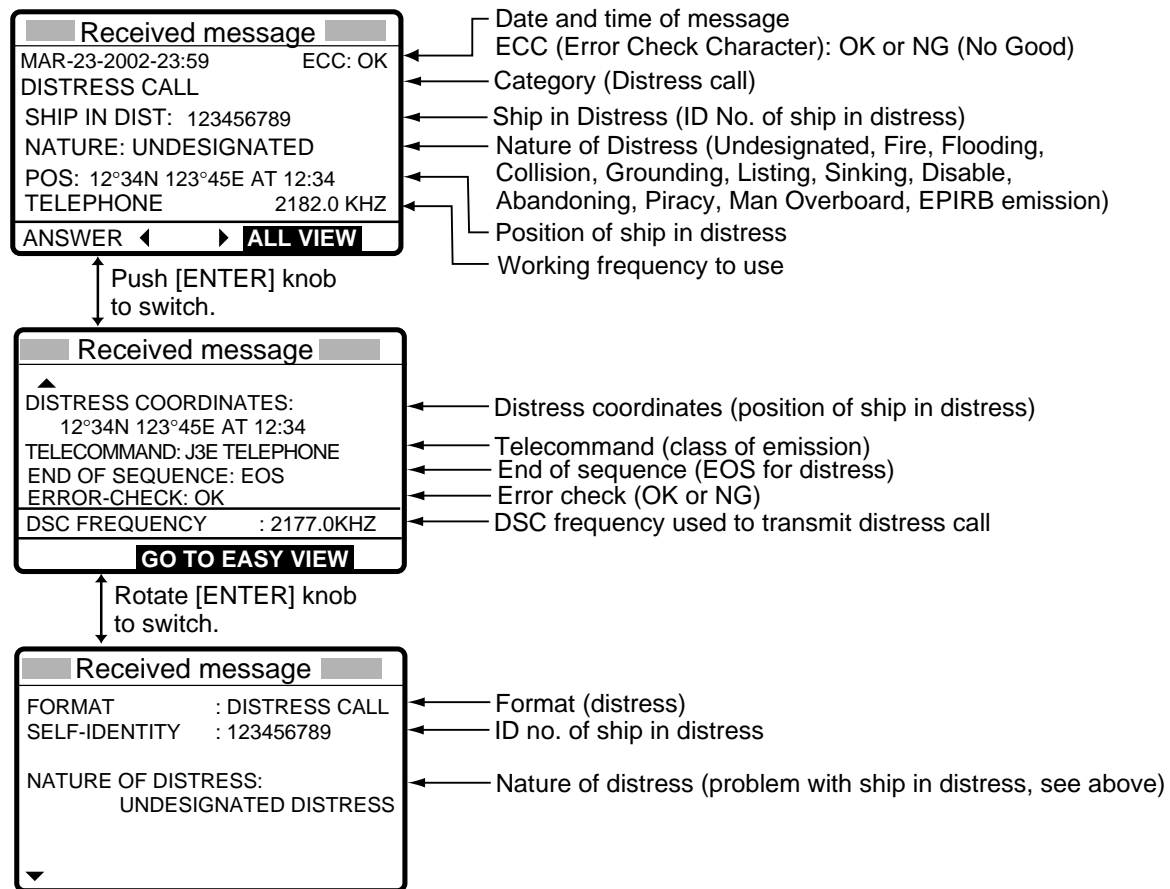 Received message
MAR-23-2002-23:59 ECC: OK
DISTRESS CALL
SHIP IN DIST: 123456789
NATURE: UNDESIGNATED
POS: 12°34N 123°45E AT 12:34
TELEPHONE 2182.0 KHZ
ANSWER ALL VIEW
Date and time of message
ECC (Error Check Character): OK or NG (No Good)
Category (Distress call)
Ship in Distress (ID No. of ship in distress)
Nature of Distress (Undesignated, Fire, Flooding,
Collision, Grounding, Listing, Sinking, Disable,
Abandoning, Piracy, Man Overboard, EPIRB emission)
Position of ship in distress
Working frequency to use
Push [ENTER] knob
to switch.
Received message
DISTRESS COORDINATES:
12°34N 123°45E AT 12:34
TELECOMMAND: J3E TELEPHONE
END OF SEQUENCE: EOS
ERROR-CHECK: OK
DSC FREQUENCY : 2177.0KHZ
GO TO EASY VIEW
Distress coordinates (position of ship in distress)
Telecommand (class of emission)
End of sequence (EOS for distress)
Error check (OK or NG)
DSC frequency used to transmit distress call
Rotate [ENTER] knob
to switch.
Received message
FORMAT : DISTRESS CALL
SELF-IDENTITY : 123456789
NATURE OF DISTRESS:
UNDESIGNATED DISTRESS
Format (distress)
ID no. of ship in distress
Nature of distress (problem with ship in distress, see above)